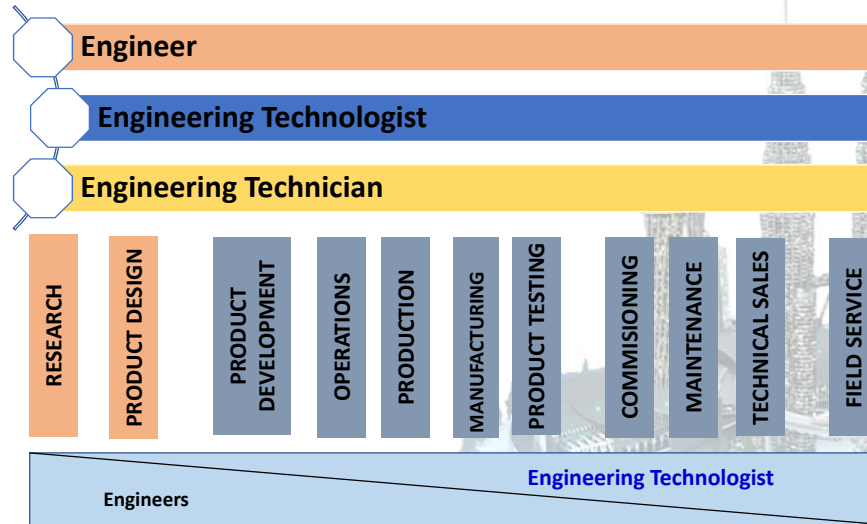 Engineer
Engineering Technologist
Engineering Technician
RESEARCH
PRODUCT DESIGN
PRODUCT
DEVELOPMENT
OPERATIONS
PRODUCTION
MANUFACTURING
PRODUCT TESTING
COMMISIONING
MAINTENANCE
TECHNICAL SALES
FIELD SERVICE
Engineering Technologist
Engineers